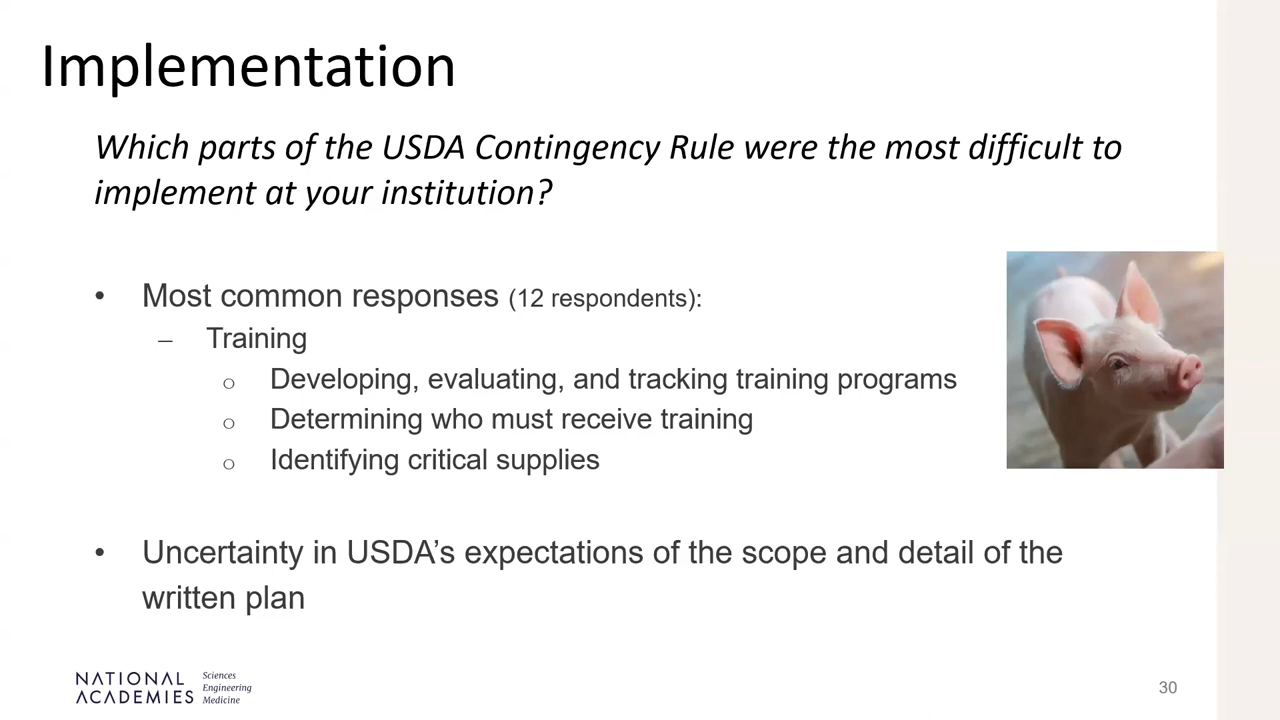 Implementation
Which parts of the USDA Contingency Rule were the most difficult to
implement at your institution?
• Most common responses (12 respondents):
– Training
○ Developing, evaluating, and tracking training programs
○ Determining who must receive training
○ Identifying critical supplies
• Uncertainty in USDA’s expectations of the scope and detail of the
written plan
NATIONAL
ACADEMIES
Sciences
Engineering
Medicine
30